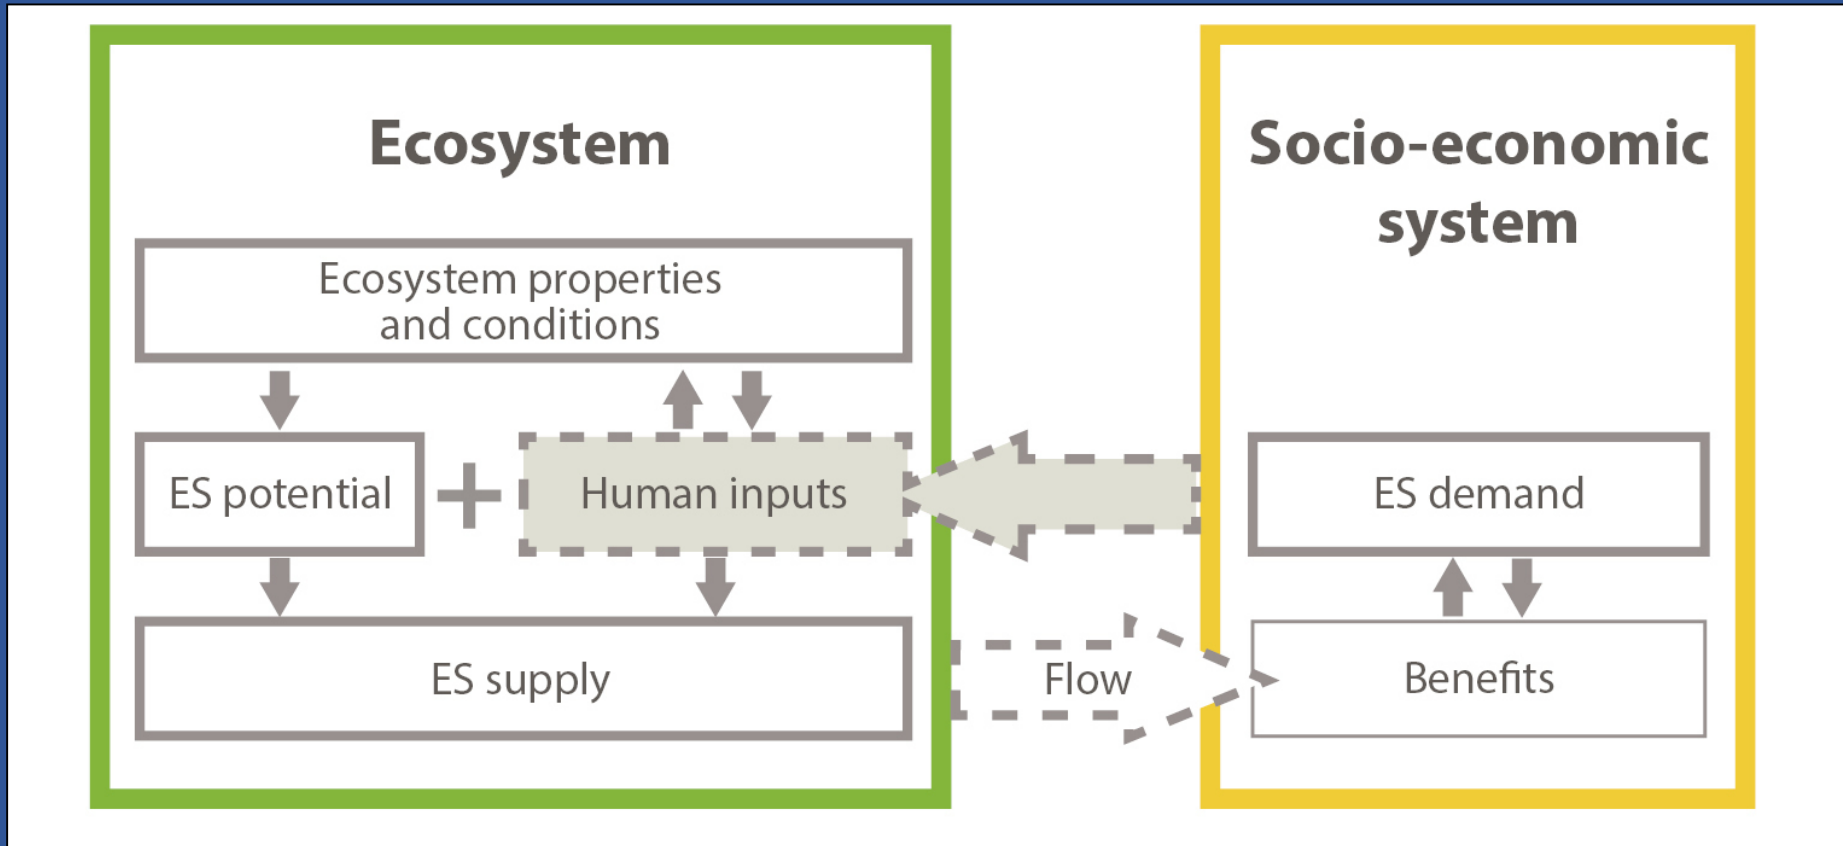 Ecosystem
Ecosystem properties
and conditions
ES potential
Human inputs
ES supply
Flow
Socio-economic
system
ES demand
Benefits